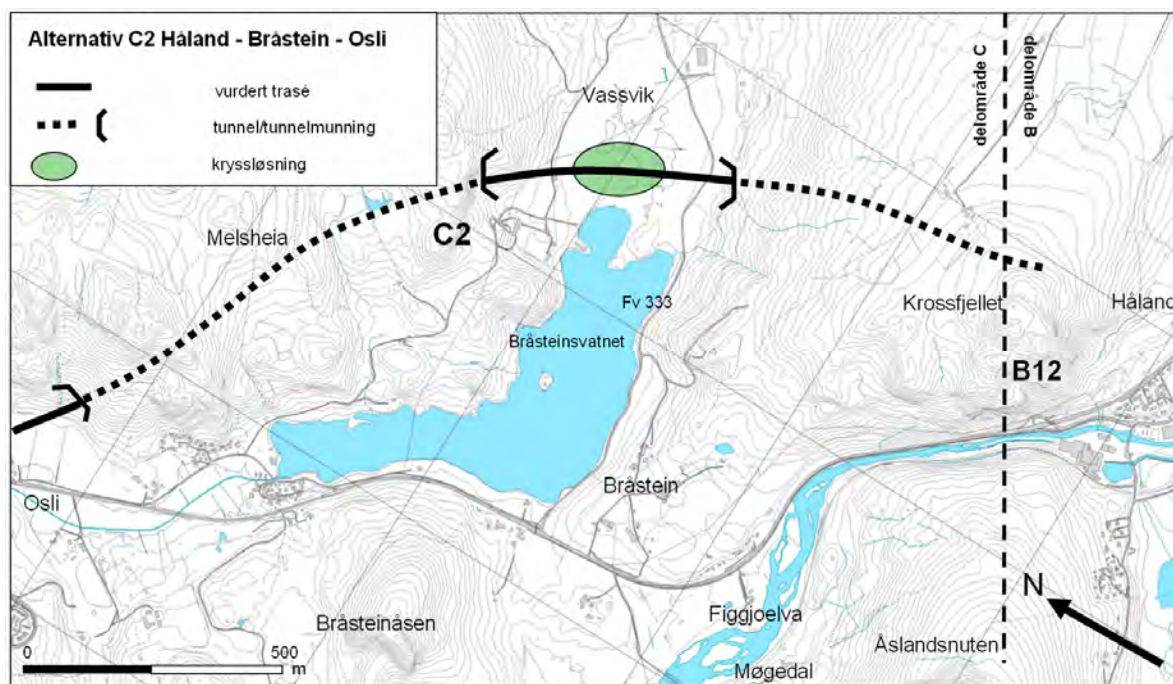 Alternativ C2 Håland - Bråstein - Osli
vurdert trasé
tunnel/tunnelmunning
kryssløsning
Vassvik
delområde C
delområde B
Melsheia
C2
Fv 333
Krossfjellet
Håland
Bråsteinsvatnet
B12
Bråstein
Osli
N
Figgjoelva
Bråsteinåsen
Åslandsnuten
Møgedal
0 500
m